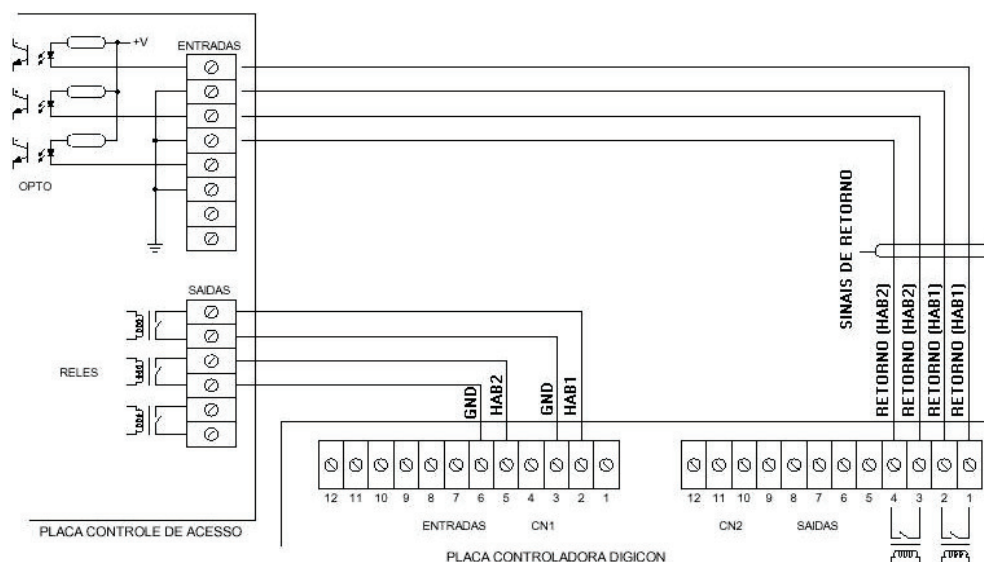 +V
ENTRADAS
OPTO
SAIDAS
RELES
PLACA CONTROLE DE ACESSO
SINAIS DE RETORNO
RETORNO (HAB2)
RETORNO (HAB2)
RETORNO (HAB1)
RETORNO (HAB1)
GND
HAB2
GND
HAB1
12 11 10 9 8 7 6 5 4 3 2 1
ENTRADAS CN1
12 11 10 9 8 7 6 5 4 3 2 1
CN2 SAIDAS
PLACA CONTROLADORA DIGICON